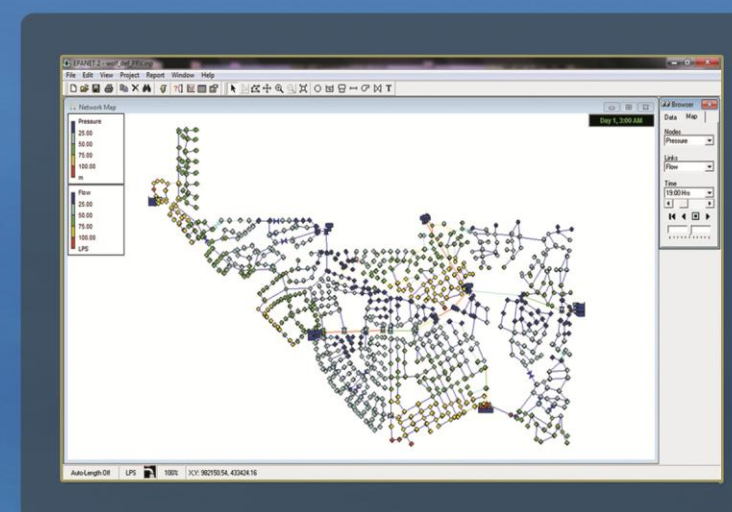 EPANET 2 - wolf_def_PRV.inp
File Edit View Project Report Window Help
Network Map
Day 1, 3:00 AM
Pressure
25.00
50.00
75.00
100.00
m
Flow
25.00
50.00
75.00
100.00
LPS
Browser
Data Map
Nodes
Pressure
Links
Flow
Time
19:00 Hrs
Auto-Length Off LPS 100% X,Y: 982150.54, 433424.16